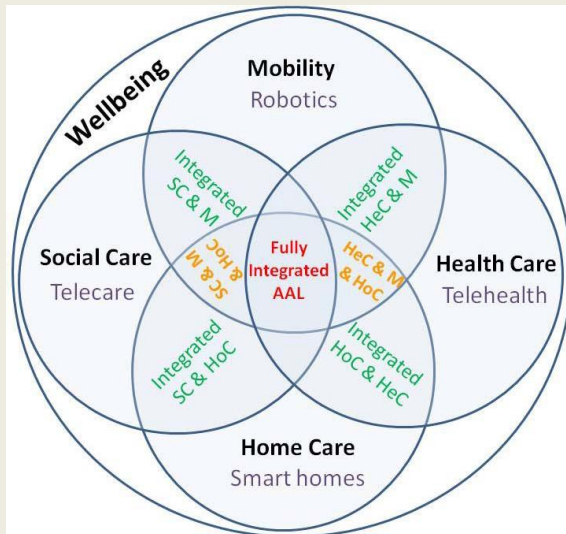 Wellbeing
Mobility
Robotics
Integrated
SC & M
Integrated
HeC & M
Social Care
Telecare
SC & M
& HoC
Fully
Integrated
AAL
HeC & M
& HoC
Health Care
Telehealth
Integrated
SC & HoC
Integrated
HoC & HeC
Home Care
Smart homes